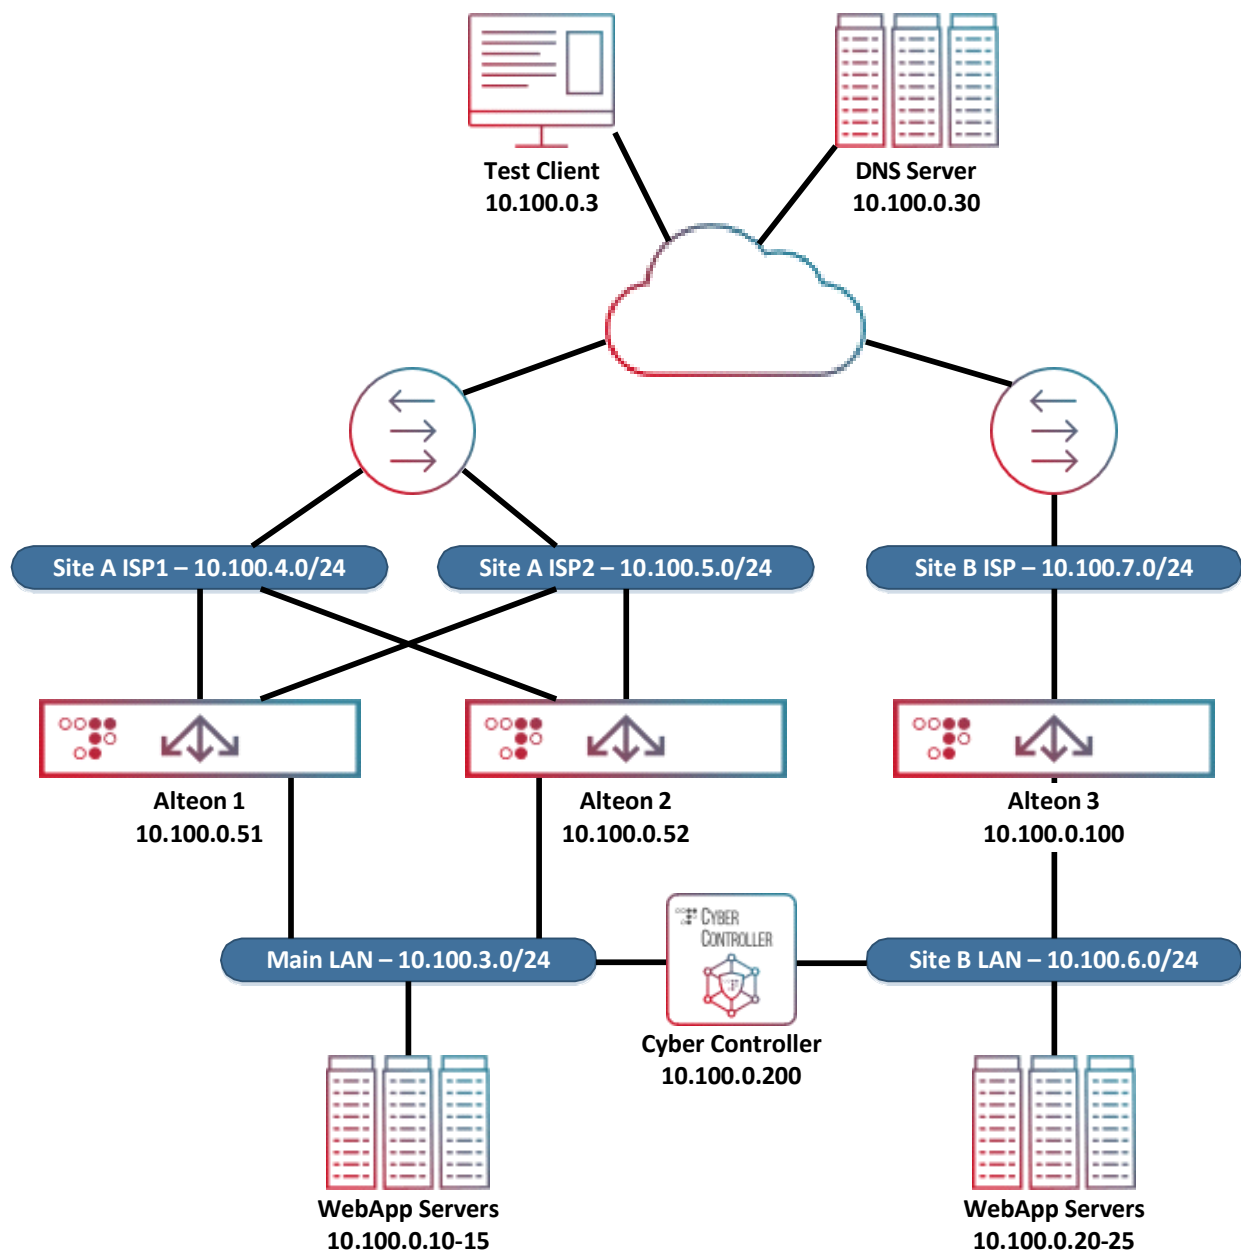 Test Client
10.100.0.3
DNS Server
10.100.0.30
Site A ISP1 – 10.100.4.0/24
Site A ISP2 – 10.100.5.0/24
Site B ISP – 10.100.7.0/24
Alteon 1
10.100.0.51
Alteon 2
10.100.0.52
Alteon 3
10.100.0.100
CYBER
CONTROLLER
Main LAN – 10.100.3.0/24
Site B LAN – 10.100.6.0/24
Cyber Controller
10.100.0.200
WebApp Servers
10.100.0.10-15
WebApp Servers
10.100.0.20-25